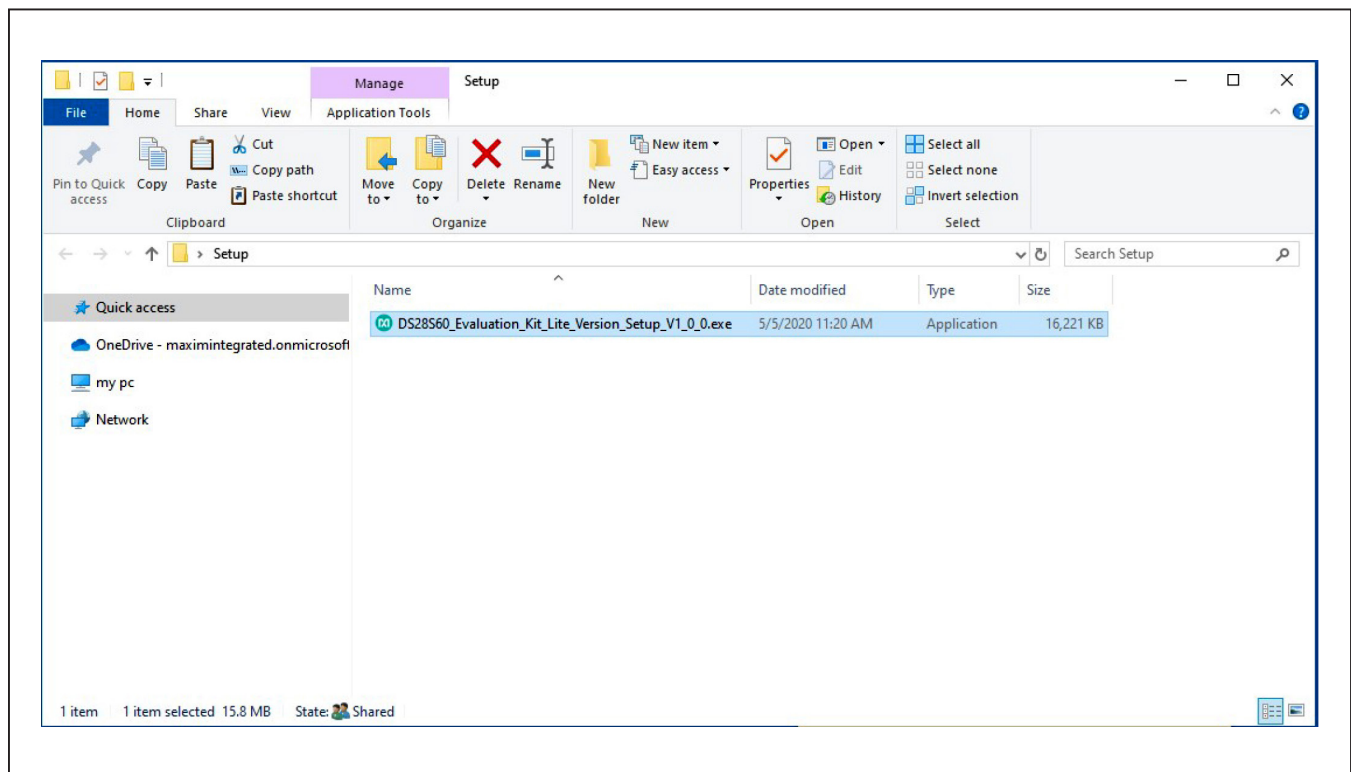 Manage Setup
File Home Share View Application Tools
Pin to Quick access
Copy
Paste
Cut
Copy path
Paste shortcut
Clipboard
Move to
Copy to
Delete
Rename
Organize
New folder
New item
Easy access
New
Properties
Open
Edit
History
Open
Select all
Select none
Invert selection
Select
Setup
Search Setup
Name Date modified Type Size
DS28S60_Evaluation_Kit_Lite_Version_Setup_V1_0_0.exe 5/5/2020 11:20 AM Application 16,221 KB
Quick access
OneDrive - maximintegrated.onmicrosoft
my pc
Network
1 item 1 item selected 15.8 MB State: Shared